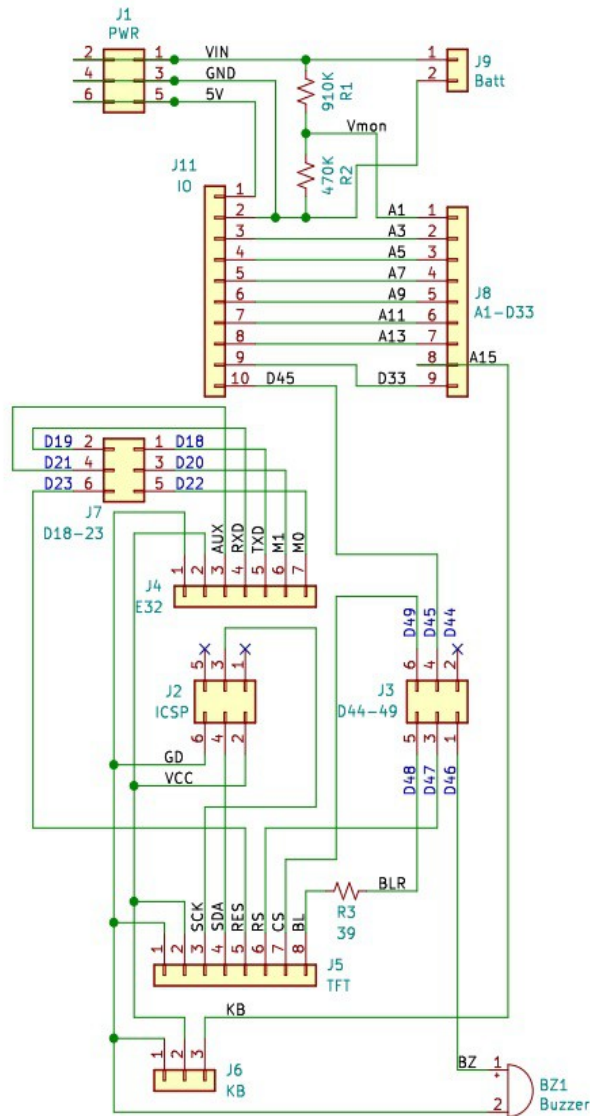 J1
PWR
2 1 VIN
4 3 GND
6 5 5V
1 J9
2 Batt
910K R1
Vmon
470K R2
J11
IO
1
2 A1 1
3 A3 2
4 A5 3
5 A7 4
6 A9 5
7 A11 6
8 A13 7
9 8 A15
10 D45 D33 9
J8
A1-D33
D19 2 1 D18
D21 4 3 D20
D23 6 5 D22
J7
D18-23
AUX RXD TXD M1 M0
1 2 3 4 5 6 7
J4
E32
D49 D45 D44
5 3 1
6 4 2
J2
ICSP
J3
D44-49
6 4 2
5 3 1
GD
VCC
D48 D47 D46
BLR
R3
39
SCK SDA RES RS CS BL
1 2 3 4 5 6 7 8
J5
TFT
KB
1 2 3
J6
KB
BZ 1
+
2
BZ1
Buzzer